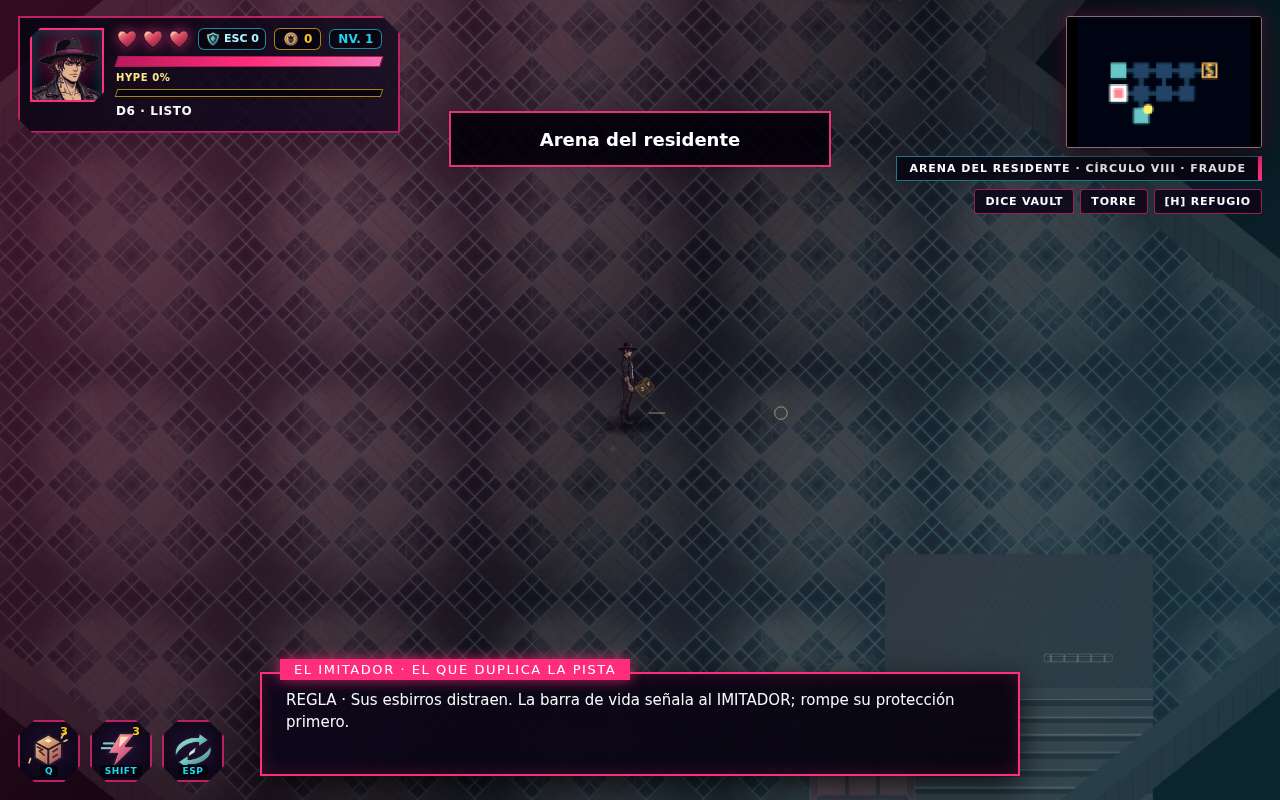 ESC 0
0
NV. 1
HYPE 0%
D6 · LISTO
Arena del residente
$
ARENA DEL RESIDENTE · CÍRCULO VIII · FRAUDE
DICE VAULT
TORRE
[H] REFUGIO
EL IMITADOR · EL QUE DUPLICA LA PISTA
REGLA · Sus esbirros distraen. La barra de vida señala al IMITADOR; rompe su protección
primero.
3
Q
3
SHIFT
ESP